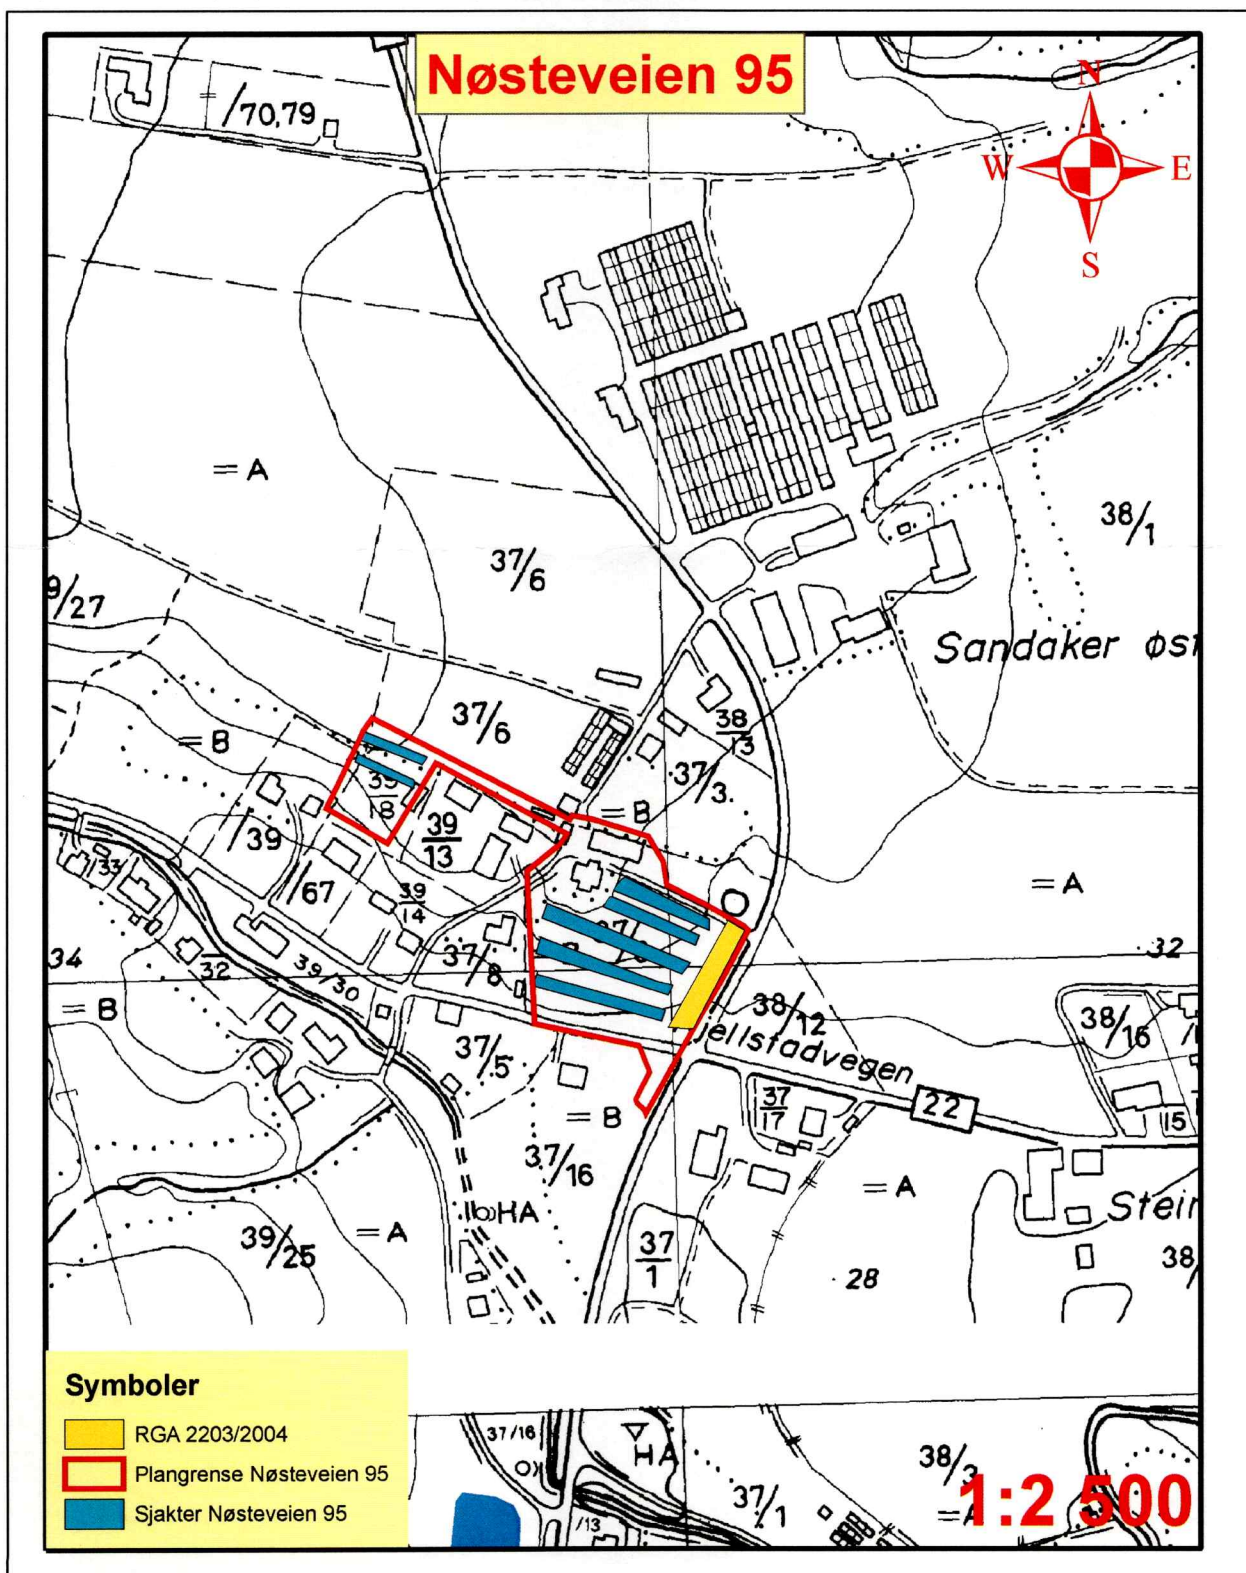 Nøsteveien 95
N
W
E
S
/70,79
= A
37/6
38/1
9/27
Sandaker øst
37/6
38/13
37/3.
= B
= B
39/18
39/13
/39
/67
39/14
33
= A
37/8
32
34
39/30
.32
= B
38/12
38/16
jellstadvegen
37/5
22
37/17
15
= B
37/16
= A
HA
Stein
39/25
= A
37/1
.28
38/
Symboler
RGA 2203/2004
Plangrense Nøsteveien 95
Sjakter Nøsteveien 95
37/16
HA
38/3
37/1
/13
= A
1:2 500